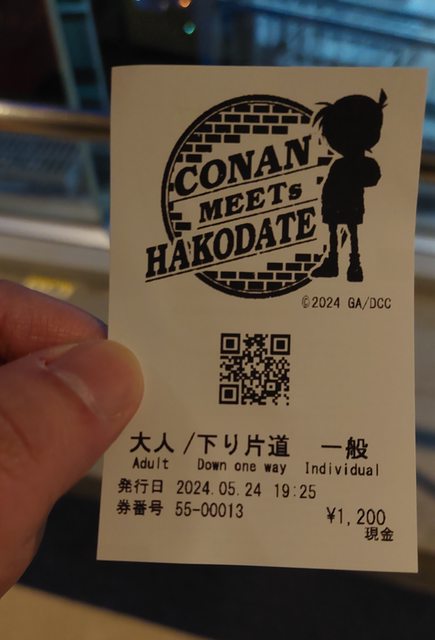 CONAN
MEETs
HAKODATE
©2024 GA/DCC
大人 /下り片道 一般
Adult Down one way Individual
発行日 2024.05.24 19:25
券番号 55-00013 ¥1,200
現金